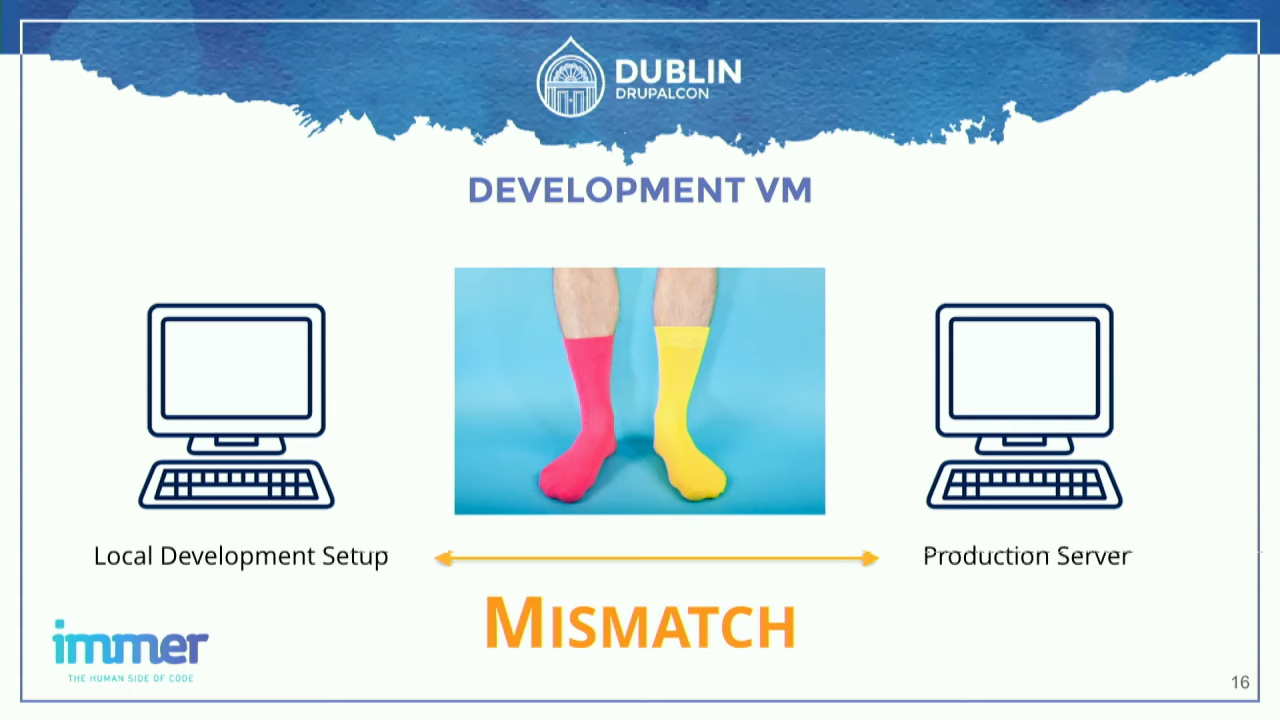 DUBLIN
DRUPALCON
DEVELOPMENT VM
Local Development Setup
Production Server
MISMATCH
immer
THE HUMAN SIDE OF CODE
16